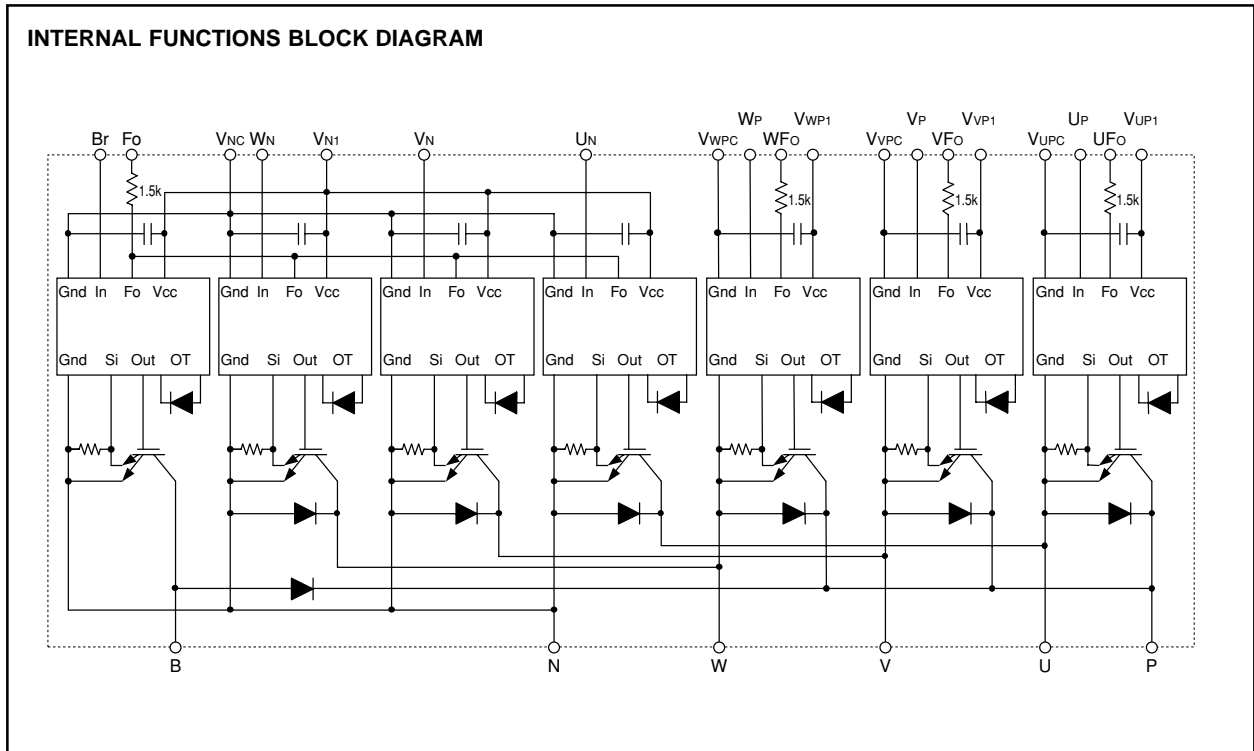 INTERNAL FUNCTIONS BLOCK DIAGRAM
WP VWP1 VP VVP1 UP VUP1
Br Fo VNC WN VN1 VN UN VWPC WFO VVPC VFO VUPC UFO
1.5k 1.5k 1.5k 1.5k
Gnd In Fo Vcc Gnd In Fo Vcc Gnd In Fo Vcc Gnd In Fo Vcc Gnd In Fo Vcc Gnd In Fo Vcc Gnd In Fo Vcc
Gnd Si Out OT Gnd Si Out OT Gnd Si Out OT Gnd Si Out OT Gnd Si Out OT Gnd Si Out OT Gnd Si Out OT
B N W V U P